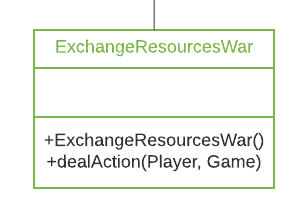 ExchangeResourcesWar
+ExchangeResourcesWar()
+dealAction(Player, Game)